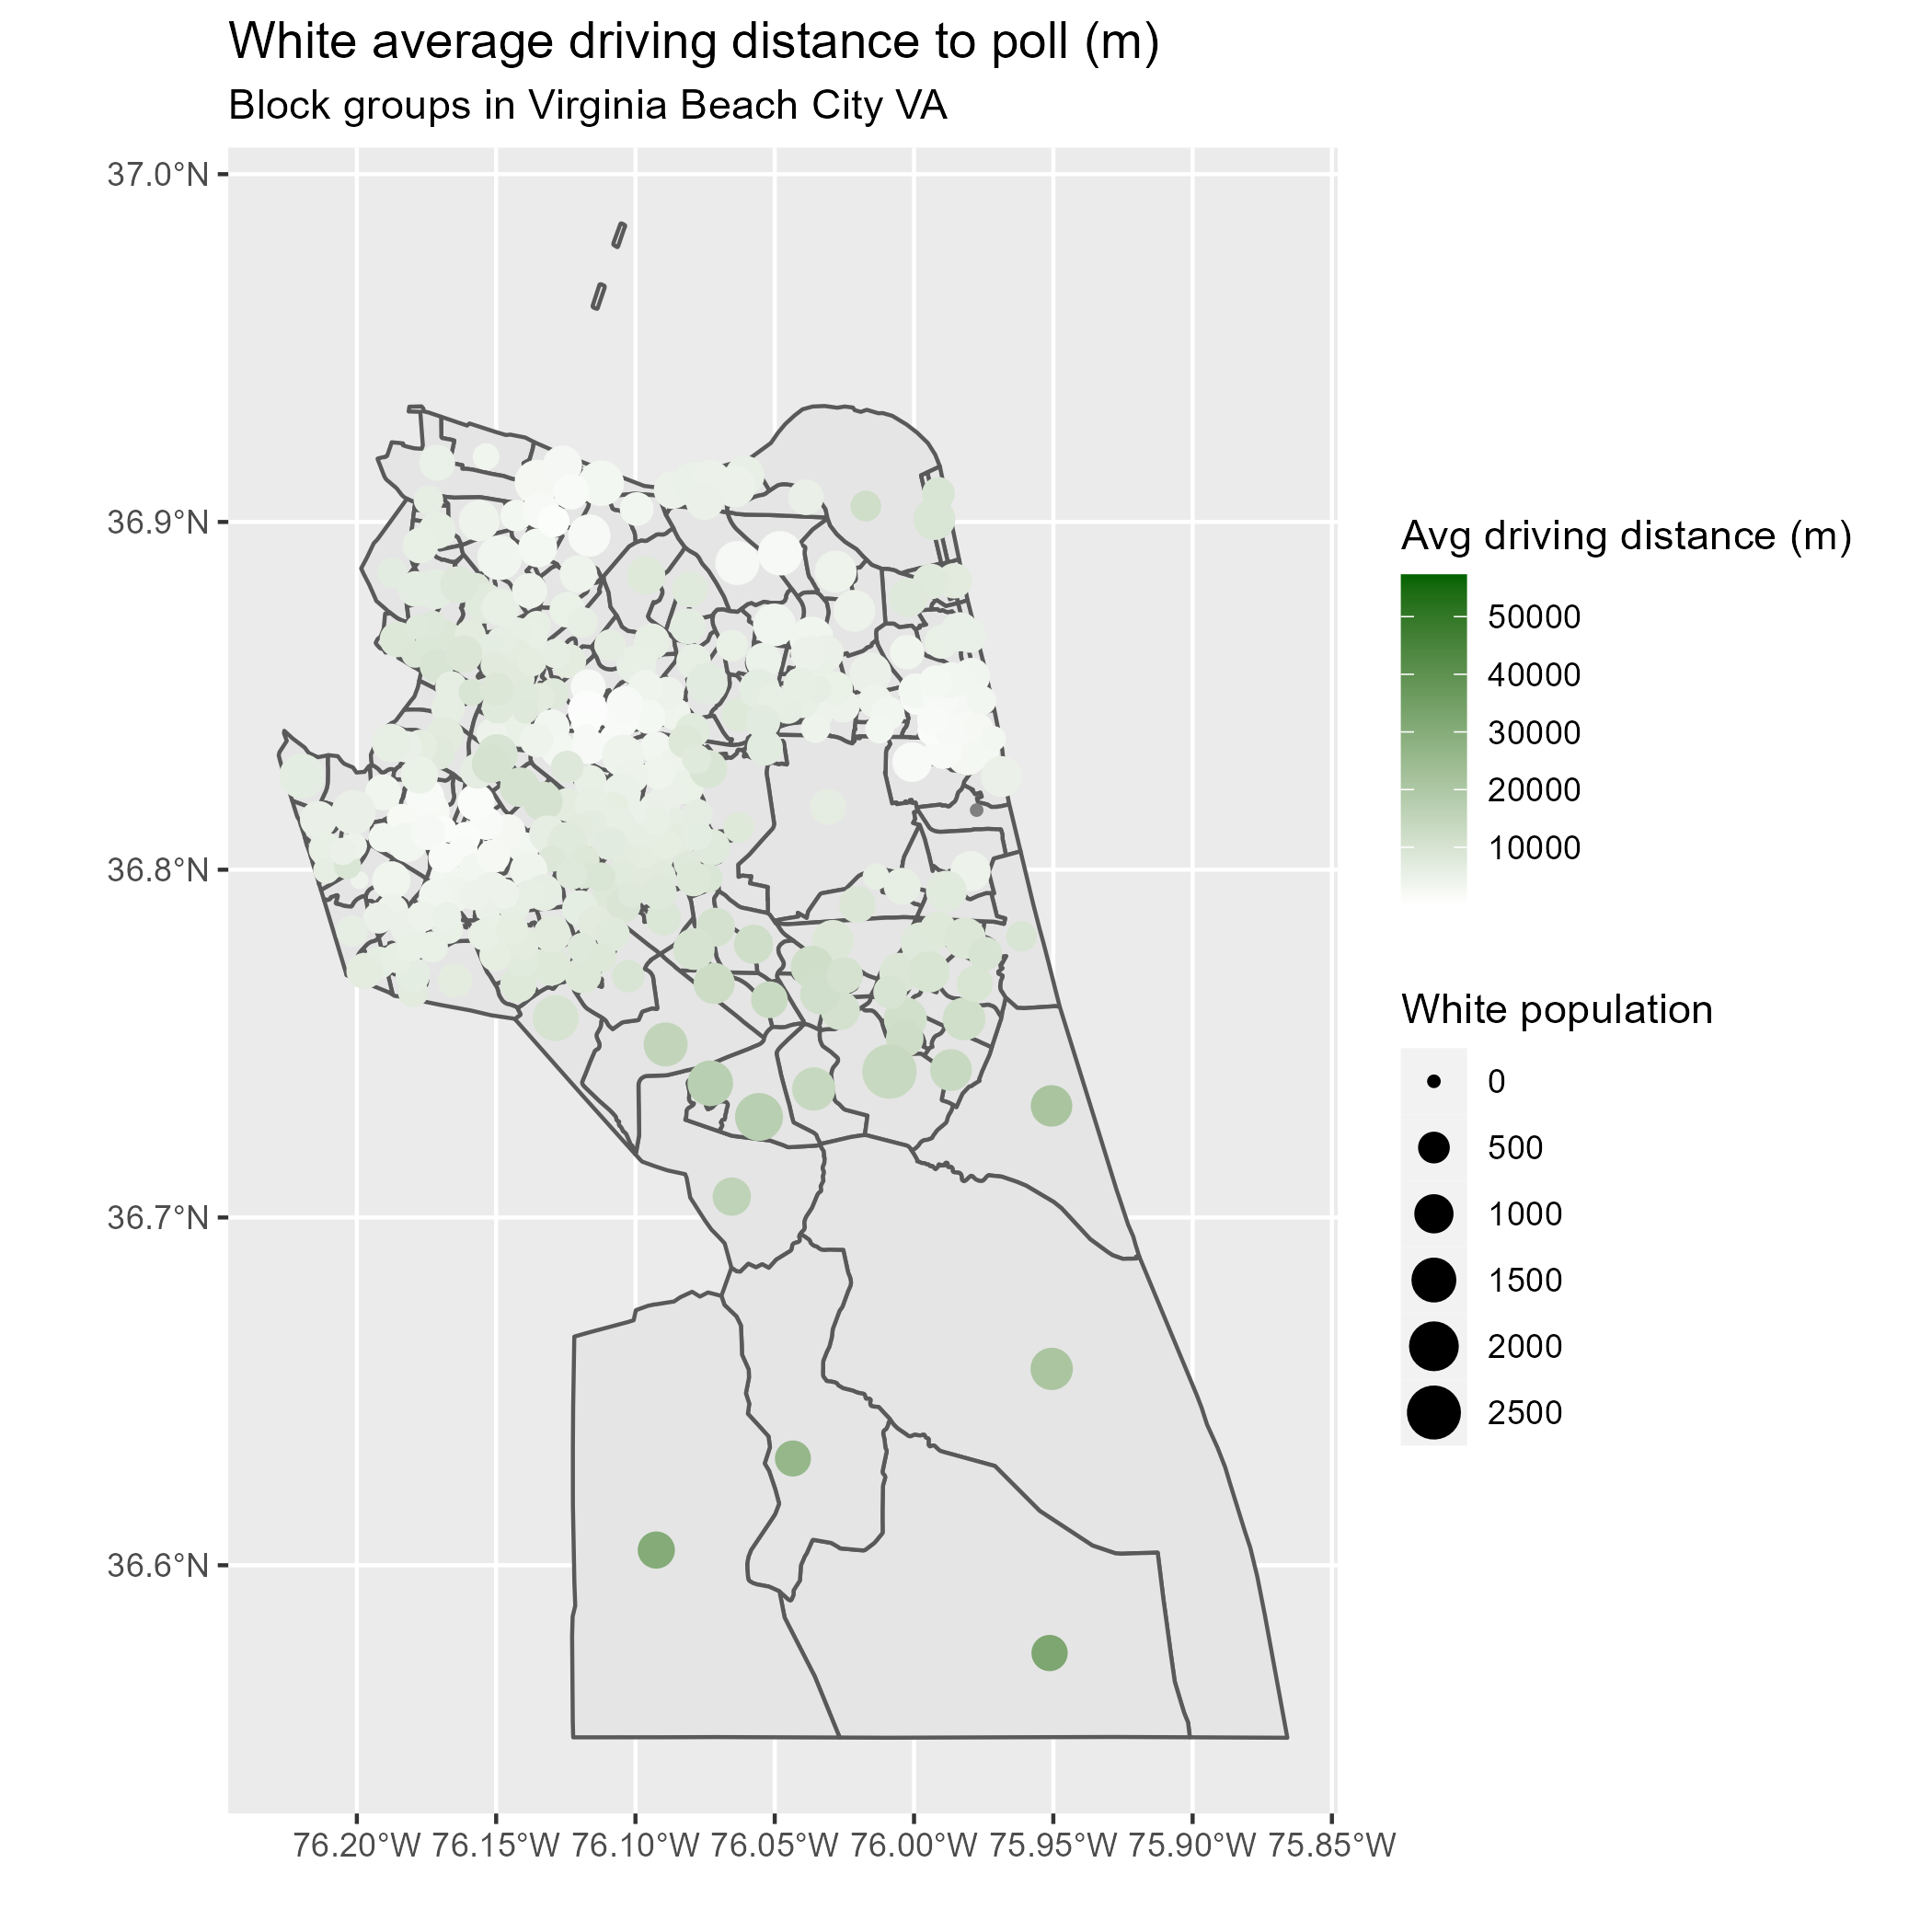 White average driving distance to poll (m)
Block groups in Virginia Beach City VA
37.0°N
36.9°N
36.8°N
36.7°N
36.6°N
76.20°W 76.15°W 76.10°W 76.05°W 76.00°W 75.95°W 75.90°W 75.85°W
Avg driving distance (m)
50000
40000
30000
20000
10000
White population
0
500
1000
1500
2000
2500